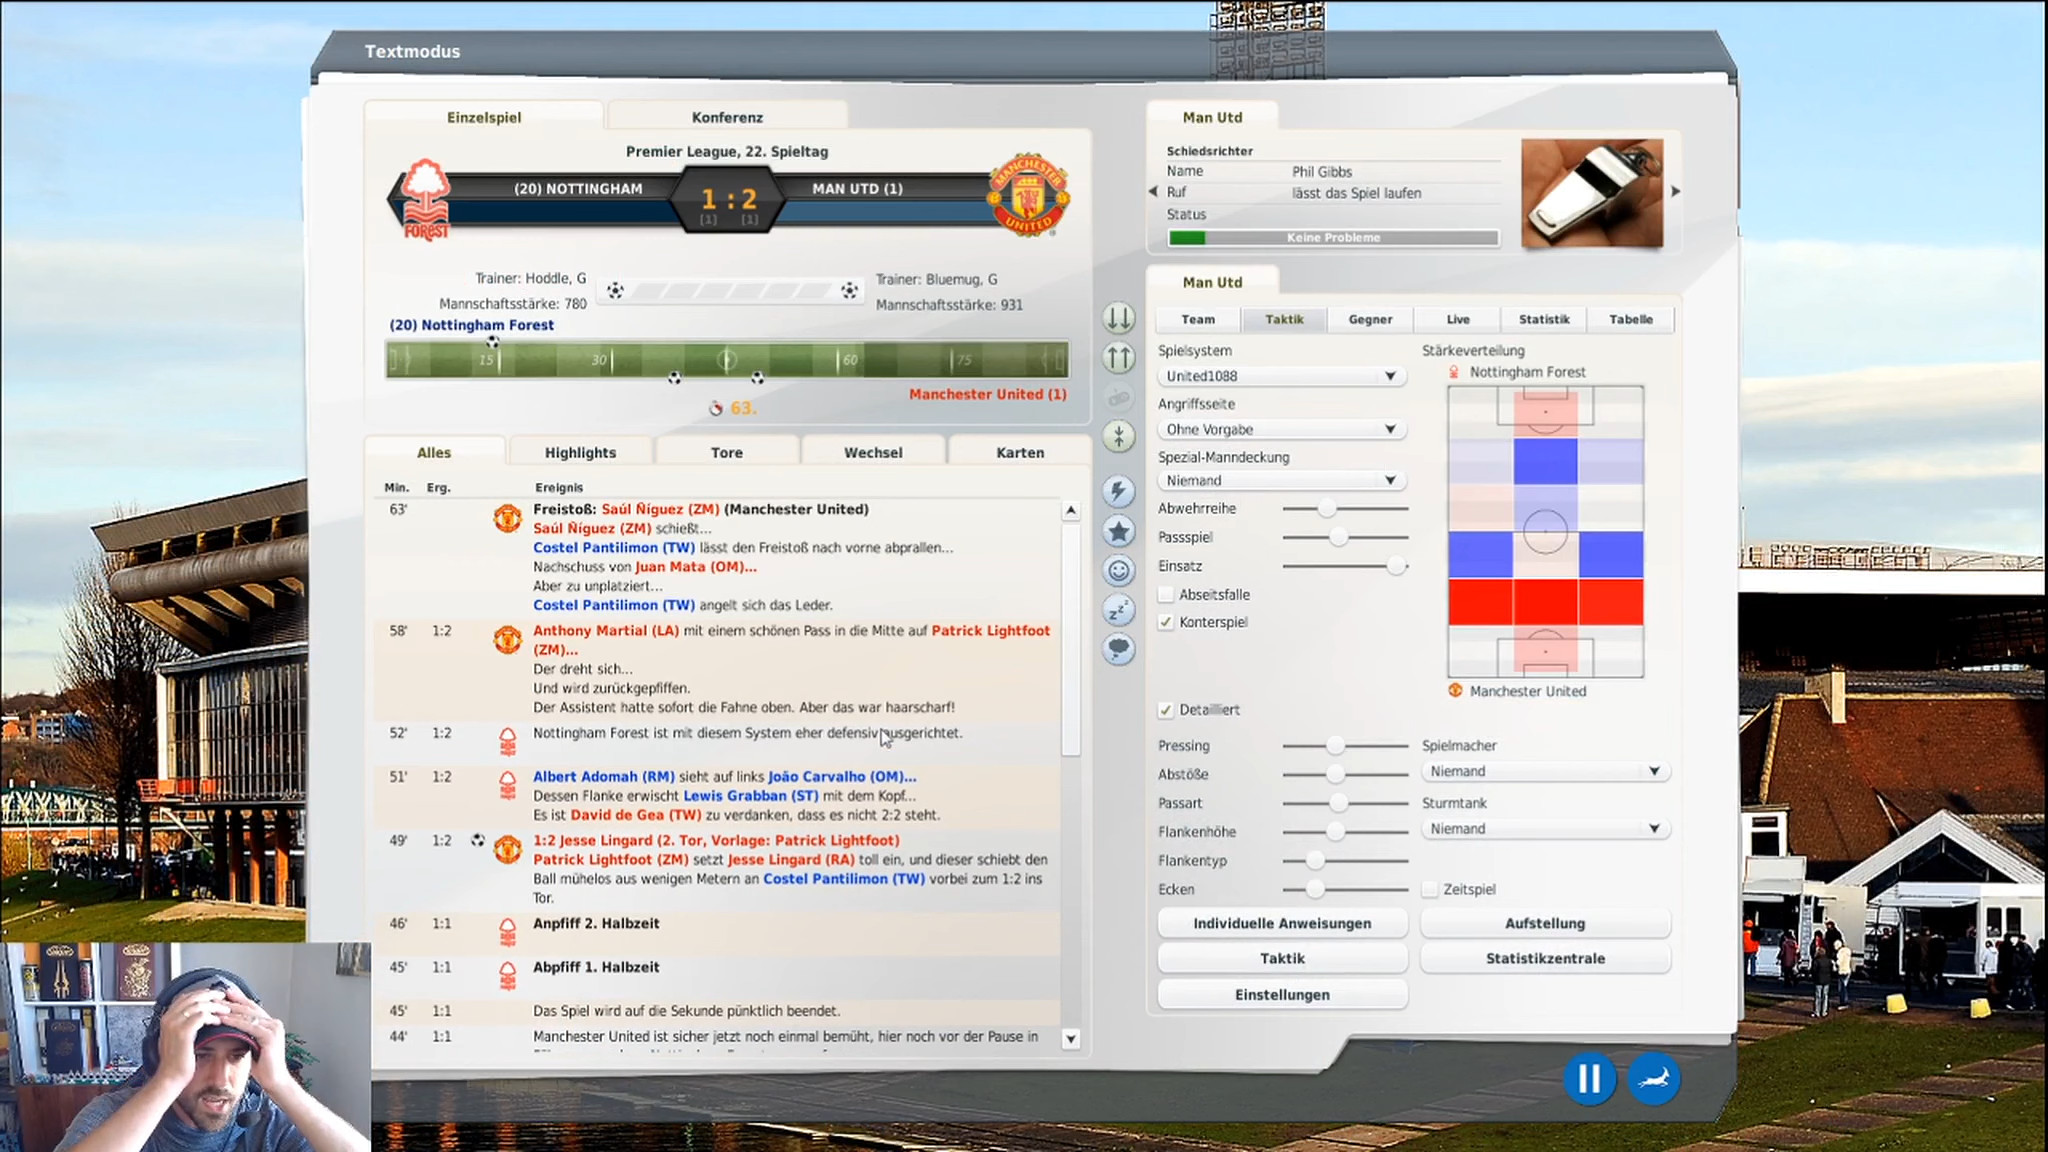 Textmodus
Einzelspiel
Konferenz
Premier League, 22. Spieltag
(20) NOTTINGHAM
1 : 2
MAN UTD (1)
[1] [1]
FOREST
MANCHESTER
UNITED
Trainer: Hoddle, G
Trainer: Bluemug, G
Mannschaftsstärke: 780
Mannschaftsstärke: 931
(20) Nottingham Forest
15 30 60 75
Manchester United (1)
63.
Alles
Highlights
Tore
Wechsel
Karten
Min. Erg. Ereignis
63' Freistoß: Saúl Ñíguez (ZM) (Manchester United)
Saúl Ñíguez (ZM) schießt...
Costel Pantilimon (TW) lässt den Freistoß nach vorne abprallen...
Nachschuss von Juan Mata (OM)...
Aber zu unplatziert...
Costel Pantilimon (TW) angelt sich das Leder.
58' 1:2 Anthony Martial (LA) mit einem schönen Pass in die Mitte auf Patrick Lightfoot
(ZM)...
Der dreht sich...
Und wird zurückgepfiffen.
Der Assistent hatte sofort die Fahne oben. Aber das war haarscharf!
52' 1:2 Nottingham Forest ist mit diesem System eher defensiv ausgerichtet.
51' 1:2 Albert Adomah (RM) sieht auf links João Carvalho (OM)...
Dessen Flanke erwischt Lewis Grabban (ST) mit dem Kopf...
Es ist David de Gea (TW) zu verdanken, dass es nicht 2:2 steht.
49' 1:2 1:2 Jesse Lingard (2. Tor, Vorlage: Patrick Lightfoot)
Patrick Lightfoot (ZM) setzt Jesse Lingard (RA) toll ein, und dieser schiebt den
Ball mühelos aus wenigen Metern an Costel Pantilimon (TW) vorbei zum 1:2 ins
Tor.
46' 1:1 Anpfiff 2. Halbzeit
45' 1:1 Abpfiff 1. Halbzeit
45' 1:1 Das Spiel wird auf die Sekunde pünktlich beendet.
44' 1:1 Manchester United ist sicher jetzt noch einmal bemüht, hier noch vor der Pause in
Man Utd
Schiedsrichter
Name Phil Gibbs
Ruf lässt das Spiel laufen
Status
Keine Probleme
Man Utd
Team
Taktik
Gegner
Live
Statistik
Tabelle
Spielsystem
United1088
Angriffsseite
Ohne Vorgabe
Spezial-Manndeckung
Niemand
Abwehrreihe
Passspiel
Einsatz
Abseitsfalle
Konterspiel
Stärkeverteilung
Nottingham Forest
Manchester United
Detailliert
Pressing
Abstöße
Passart
Flankenhöhe
Flankentyp
Ecken
Spielmacher
Niemand
Sturmtank
Niemand
Zeitspiel
Individuelle Anweisungen
Aufstellung
Taktik
Statistikzentrale
Einstellungen